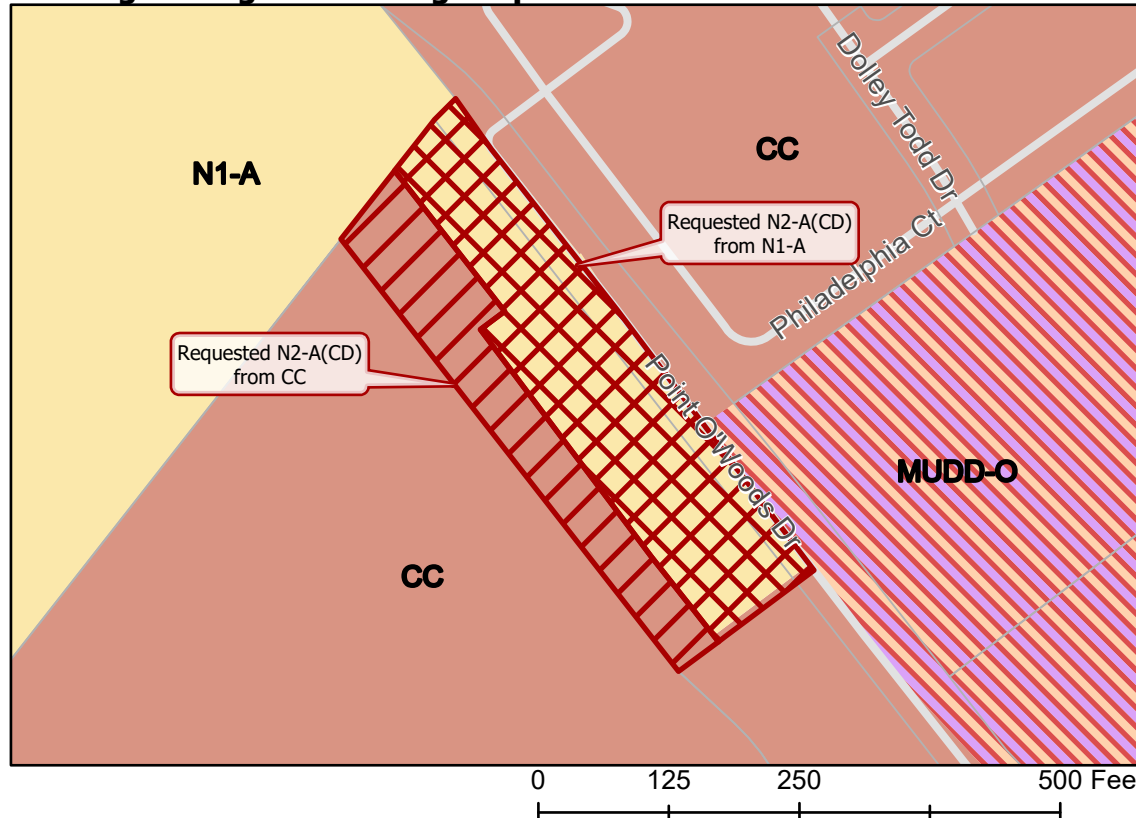 N1-A
CC
Dolley Todd Dr
Requested N2-A(CD)
from N1-A
Philadelphia Ct
Requested N2-A(CD)
from CC
Point O'Woods Dr
MUDD-O
CC
0 125 250 500 Fee